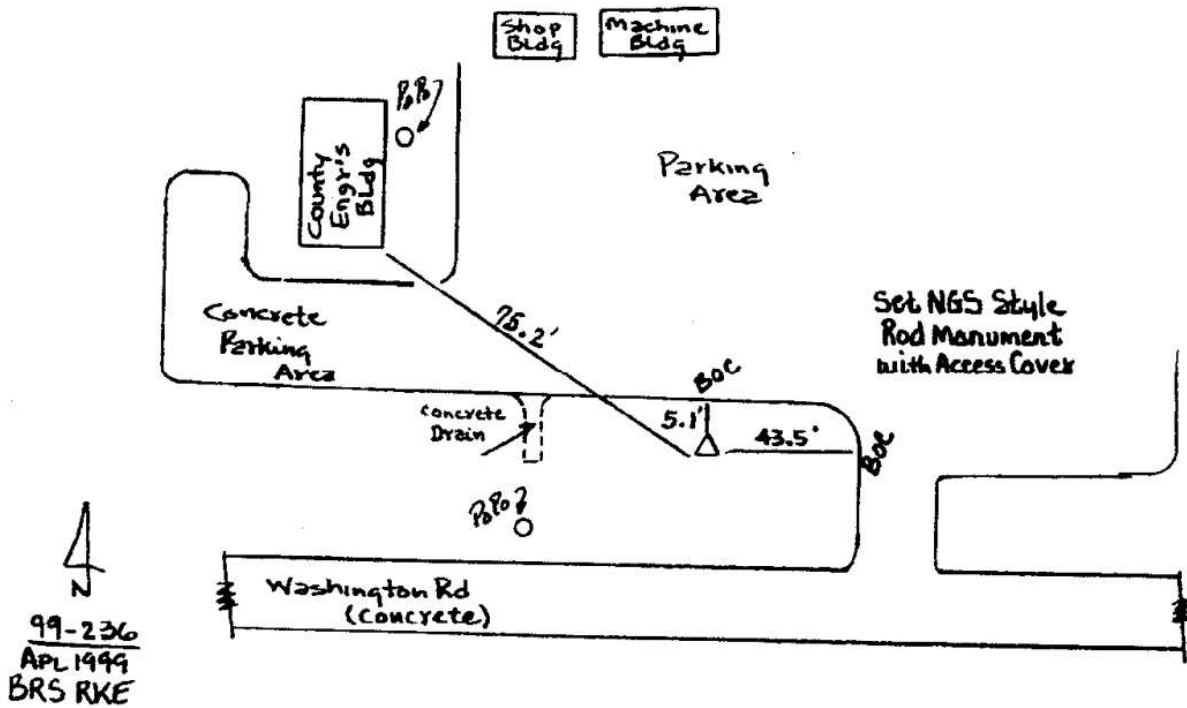 Shop
Bldg
Machine
Bldg
PoPo
County
Engr's
Bldg
Parking
Area
Concrete
Parking
Area
75.2'
Set NGS Style
Rod Monument
with Access Cover
BOC
5.1'
43.5'
BOC
Concrete
Drain
PoPo
N
Washington Rd
(Concrete)
99-236
APL 1999
BRS RKE